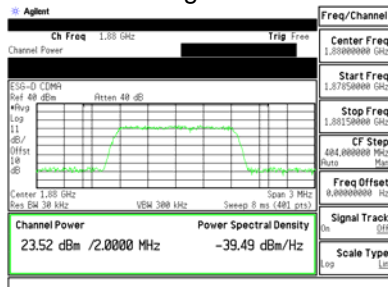 Agilent
Freq/Channel
Ch Freq 1.88 GHz Trig Free
Channel Power
Center Freq
1.88000000 GHz
Start Freq
1.87850000 GHz
Stop Freq
1.88150000 GHz
CF Step
404.000000 MHz
Auto Man
Freq Offset
0.00000000 Hz
Signal Track
On Off
Scale Type
Log Lin
ESG-D CDMA
Ref 40 dBm Atten 40 dB
#Avg
Log
11
dB/
Offst
10
dB
Center 1.88 GHz Span 3 MHz
Res BW 30 kHz VBW 300 kHz Sweep 8 ms (401 pts)
Channel Power Power Spectral Density
23.52 dBm /2.0000 MHz -39.49 dBm/Hz